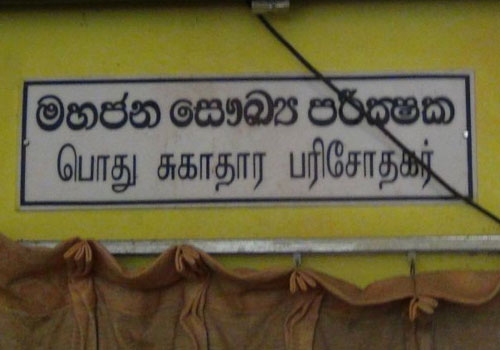 මහජන සෞඛ්‍ය පරීක්ෂක
பொது சுகாதார பரிசோதகர்